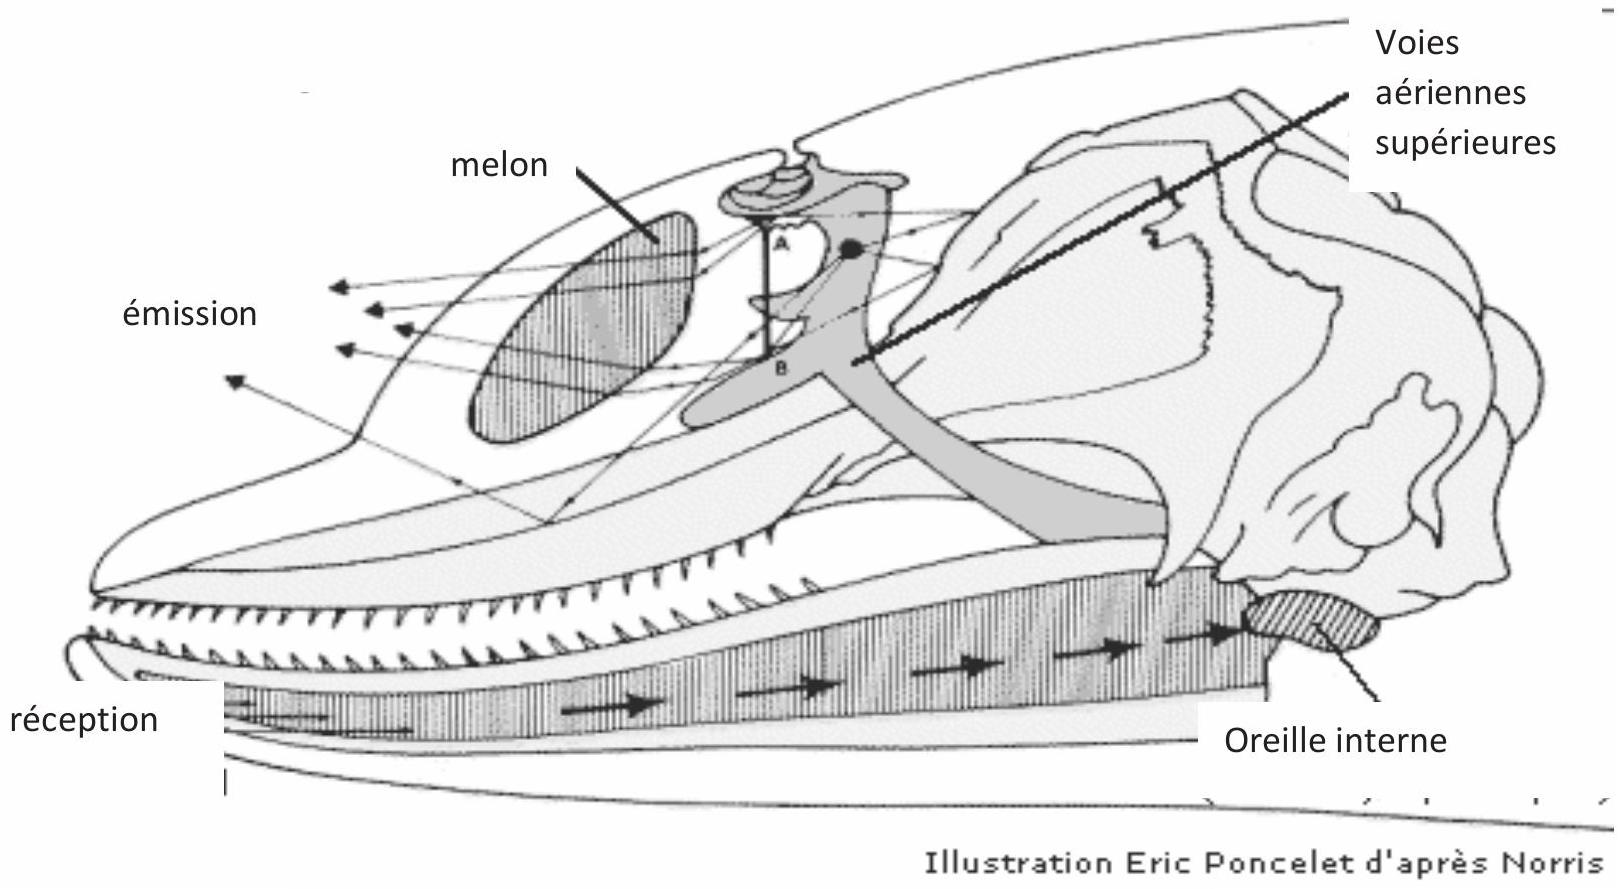 Voies
aériennes
supérieures
melon
A
émission
B
réception
Oreille interne
Illustration Eric Poncelet d'après Norris